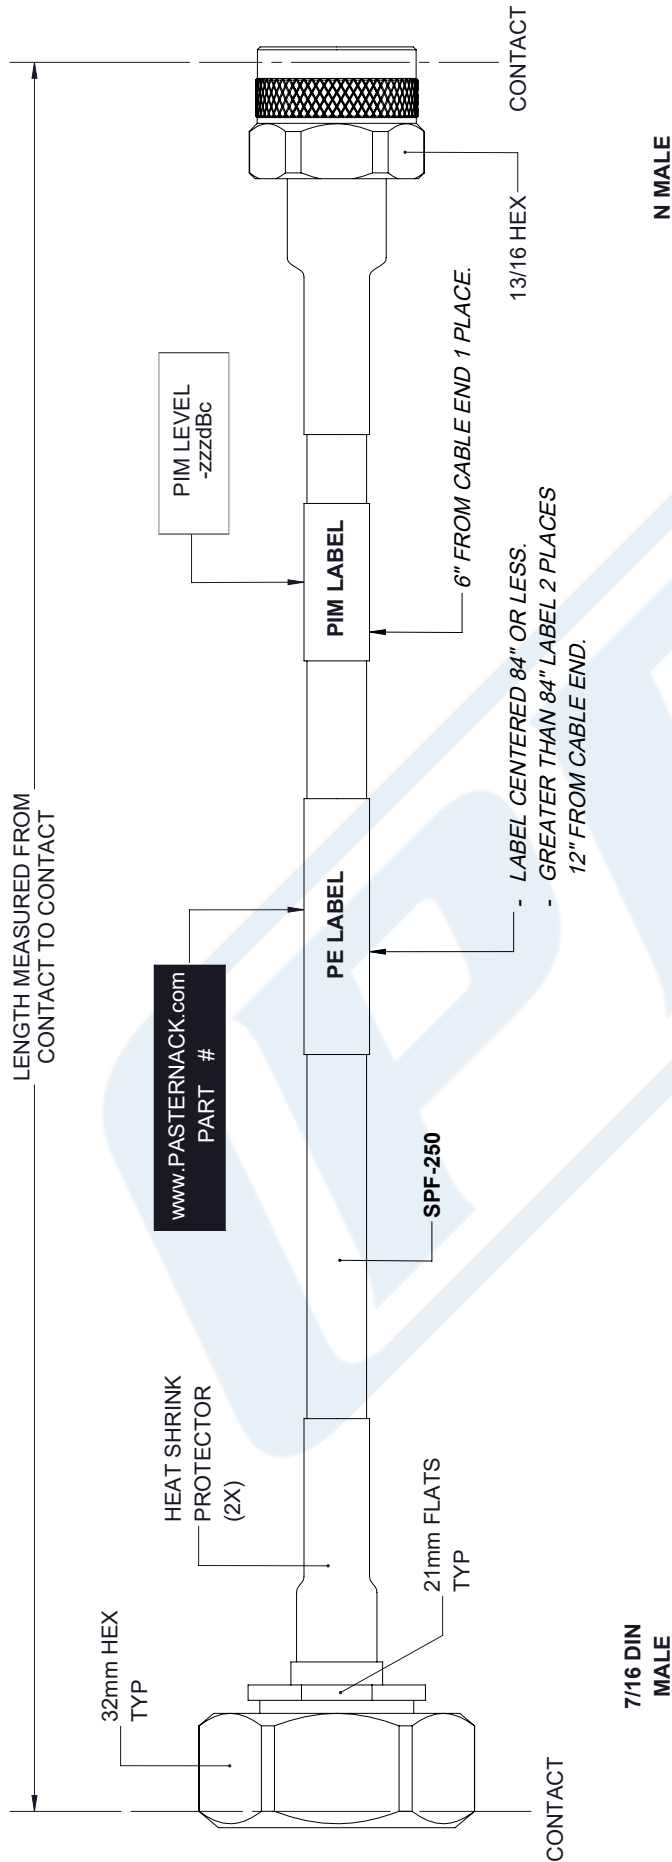 LENGTH MEASURED FROM
CONTACT TO CONTACT
32mm HEX
TYP
HEAT SHRINK
PROTECTOR
(2X)
www.PASTERNACK.com
PART #
PIM LEVEL
-zzzdBc
PE LABEL
PIM LABEL
21mm FLATS
TYP
SPF-250
- LABEL CENTERED 84" OR LESS.
- GREATER THAN 84" LABEL 2 PLACES
12" FROM CABLE END.
6" FROM CABLE END 1 PLACE.
13/16 HEX
CONTACT
CONTACT
7/16 DIN
MALE
N MALE